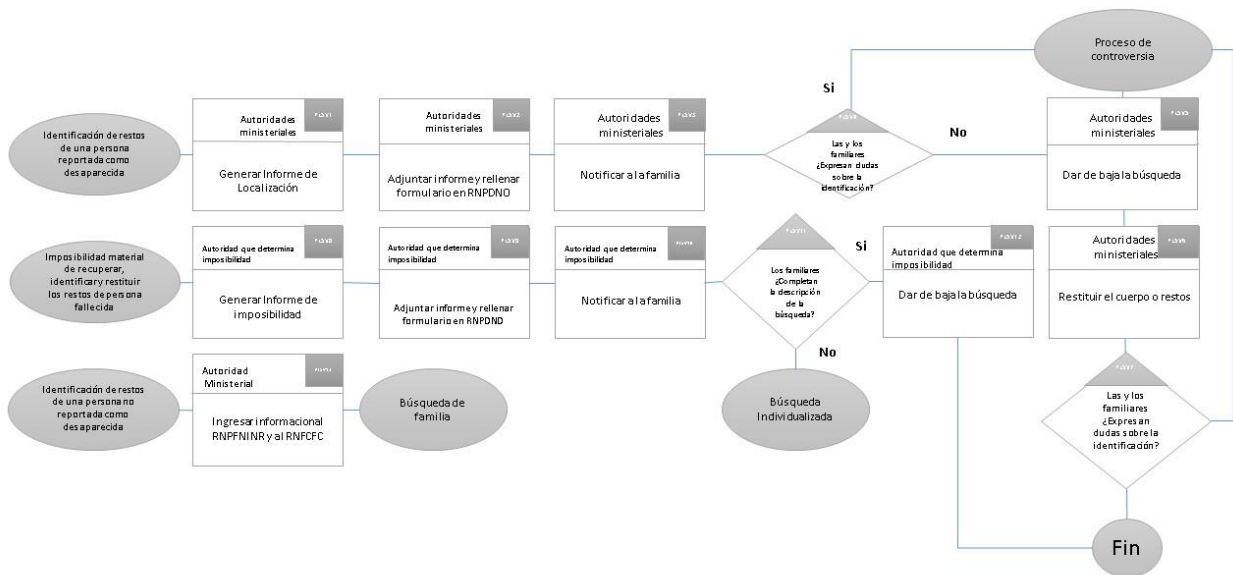 Proceso de
controversia
Si
No
Identificación de restos
de una persona
reportada como
desaparecida
Autoridades
ministeriales
Generar Informe de
Localización
Autoridades
ministeriales
Adjuntar informe y rellenar
formulario en RNPDNO
Autoridades
ministeriales
Notificar a la familia
Las y los
familiares
¿Expresan dudas
sobre la
identificación?
Autoridades
ministeriales
Dar de baja la búsqueda
Imposibilidad material
de recuperar,
identificar y restituir
los restos de persona
fallecida
Autoridad que determina
imposibilidad
Generar Informe de
imposibilidad
Autoridad que determina
imposibilidad
Adjuntar informe y rellenar
formulario en RNPDNO
Autoridad que determina
imposibilidad
Notificar a la familia
Los familiares
¿Completan
la descripción
de la
búsqueda?
Si
No
Autoridad que determina
imposibilidad
Dar de baja la búsqueda
Autoridades
ministeriales
Restituir el cuerpo o restos
Identificación de restos
de una persona no
reportada como
desaparecida
Autoridad
Ministerial
Ingresar informacional
RNPFNINR y al RNFCFC
Búsqueda de
familia
Búsqueda
Individualizada
Las y los
familiares
¿Expresan
dudas sobre la
identificación?
Fin